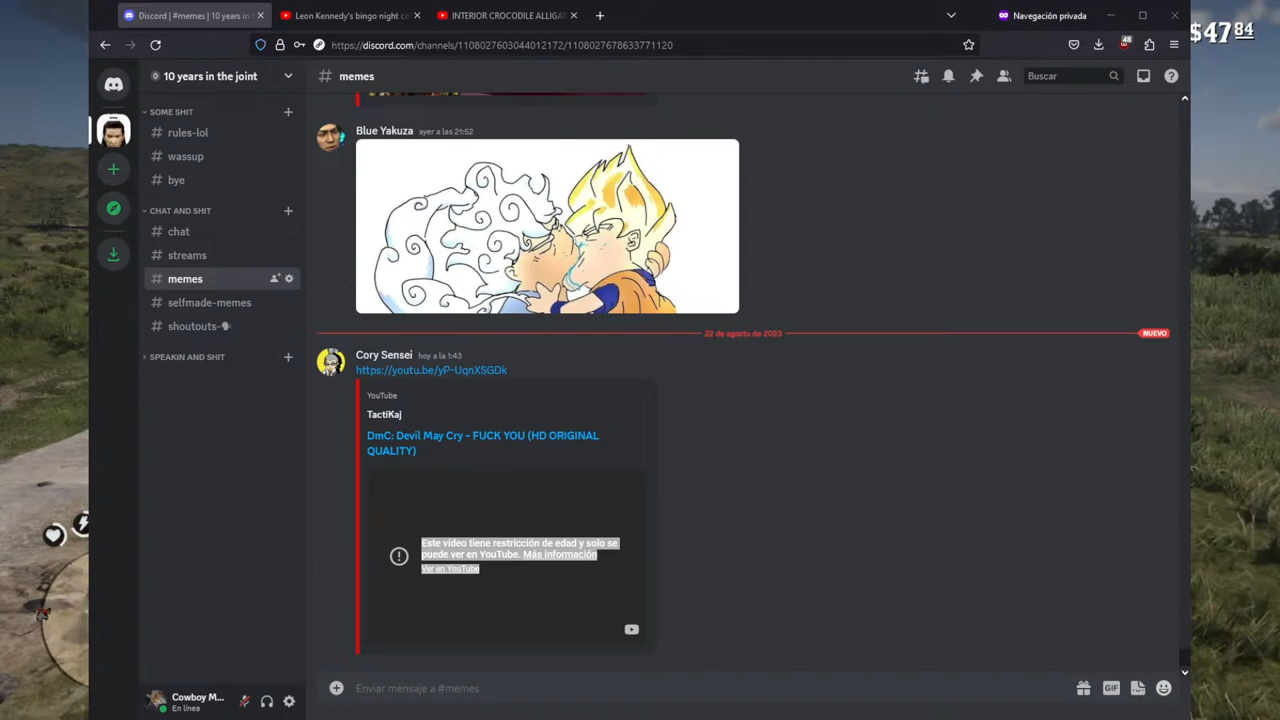 Discord | #memes | 10 years in t
Leon Kennedy's bingo night co
INTERIOR CROCODILE ALLIGAT
Navegación privada
$47 84
https://discord.com/channels/1108027603044012172/1108027678633771120
48
10 years in the joint
memes
Buscar
SOME SHIT
rules-lol
wassup
bye
CHAT AND SHIT
chat
streams
memes
selfmade-memes
shoutouts-
SPEAKIN AND SHIT
Blue Yakuza ayer a las 21:52
22 de agosto de 2023
NUEVO
Cory Sensei hoy a la 1:43
https://youtu.be/yP-UqnXSGDk
YouTube
TactiKaj
DmC: Devil May Cry - FUCK YOU (HD ORIGINAL
QUALITY)
Este vídeo tiene restricción de edad y solo se
puede ver en YouTube. Más información
Ver en YouTube
Cowboy M...
En línea
Enviar mensaje a #memes
GIF